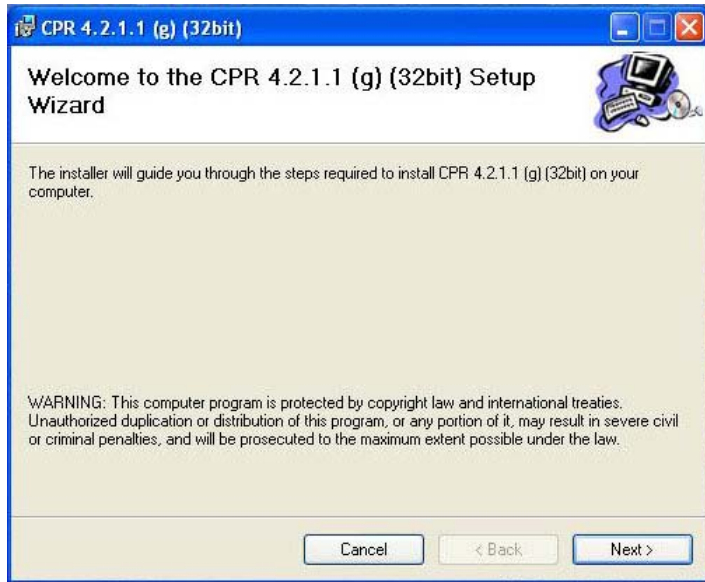 CPR 4.2.1.1 (g) (32bit)
Welcome to the CPR 4.2.1.1 (g) (32bit) Setup
Wizard
The installer will guide you through the steps required to install CPR 4.2.1.1 (g) (32bit) on your
computer.
WARNING: This computer program is protected by copyright law and international treaties.
Unauthorized duplication or distribution of this program, or any portion of it, may result in severe civil
or criminal penalties, and will be prosecuted to the maximum extent possible under the law.
Cancel < Back Next >